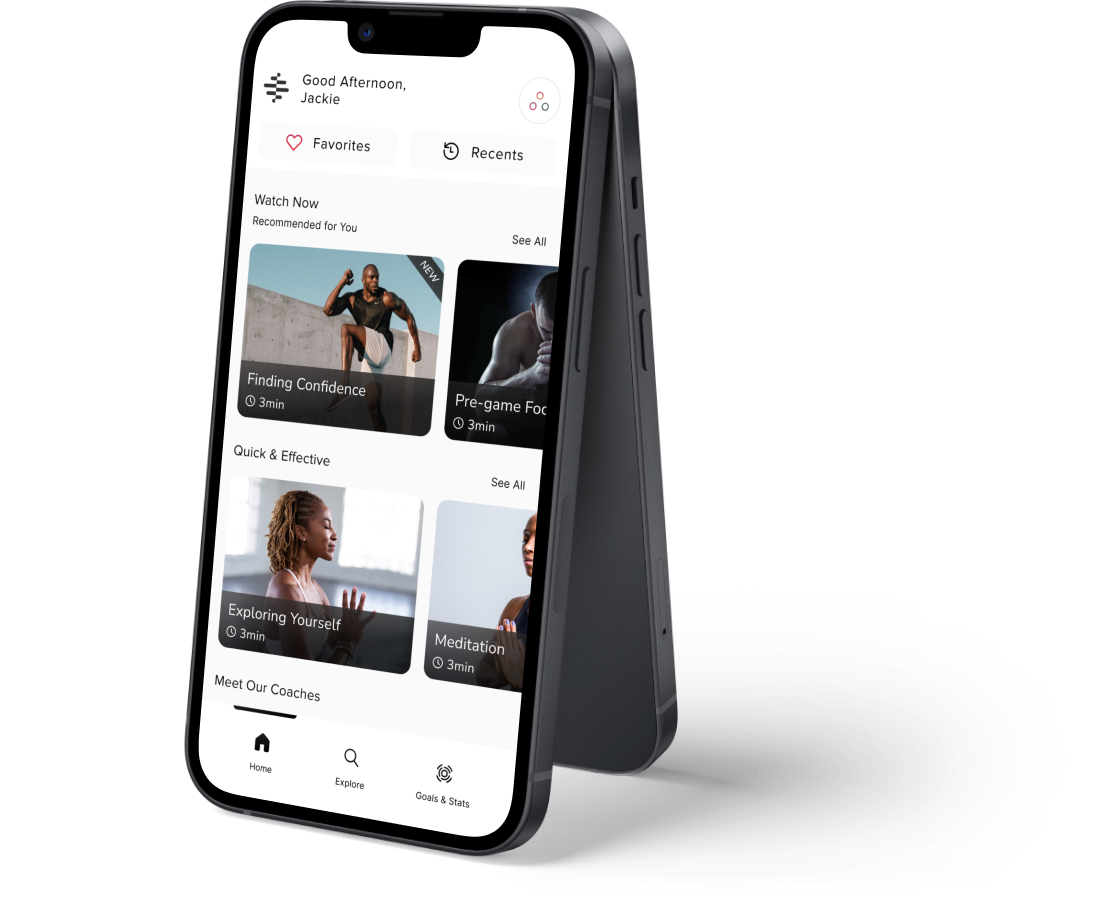 Good Afternoon,
Jackie
Favorites
Recents
Watch Now
Recommended for You
See All
NEW
Finding Confidence
3min
Pre-game Foc
3min
Quick & Effective
See All
Exploring Yourself
3min
Meditation
3min
Meet Our Coaches
Home
Explore
Goals & Stats